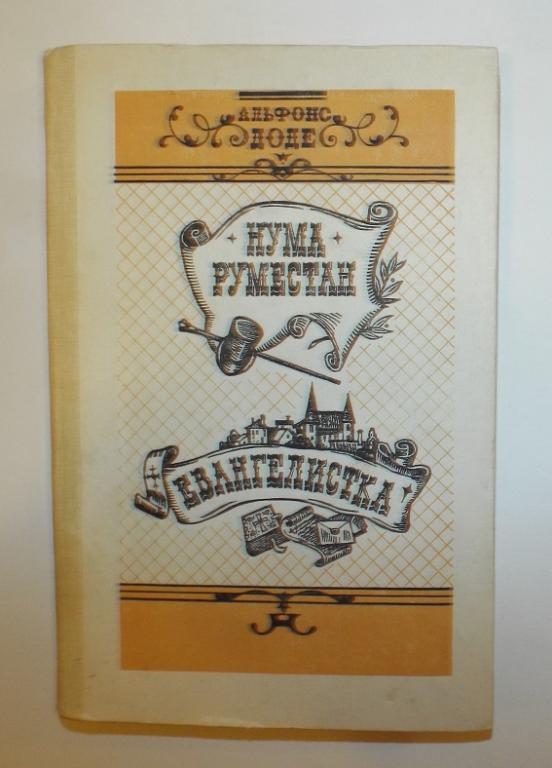 АЛЬФОНС
ДОДЕ
НУМА
РУМЕСТАН
ЕВАНГЕЛИСТКА